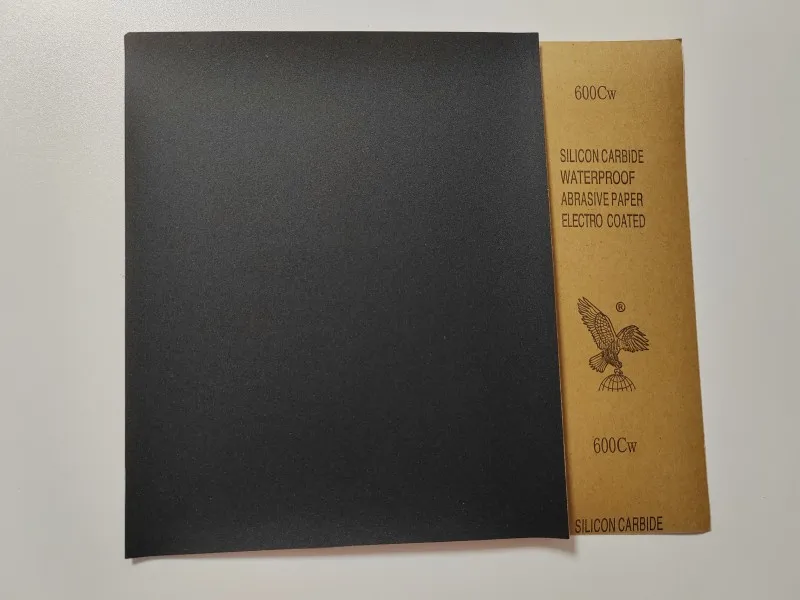 600Cw
SILICON CARBIDE
WATERPROOF
ABRASIVE PAPER
ELECTRO COATED
®
600Cw
SILICON CARBIDE